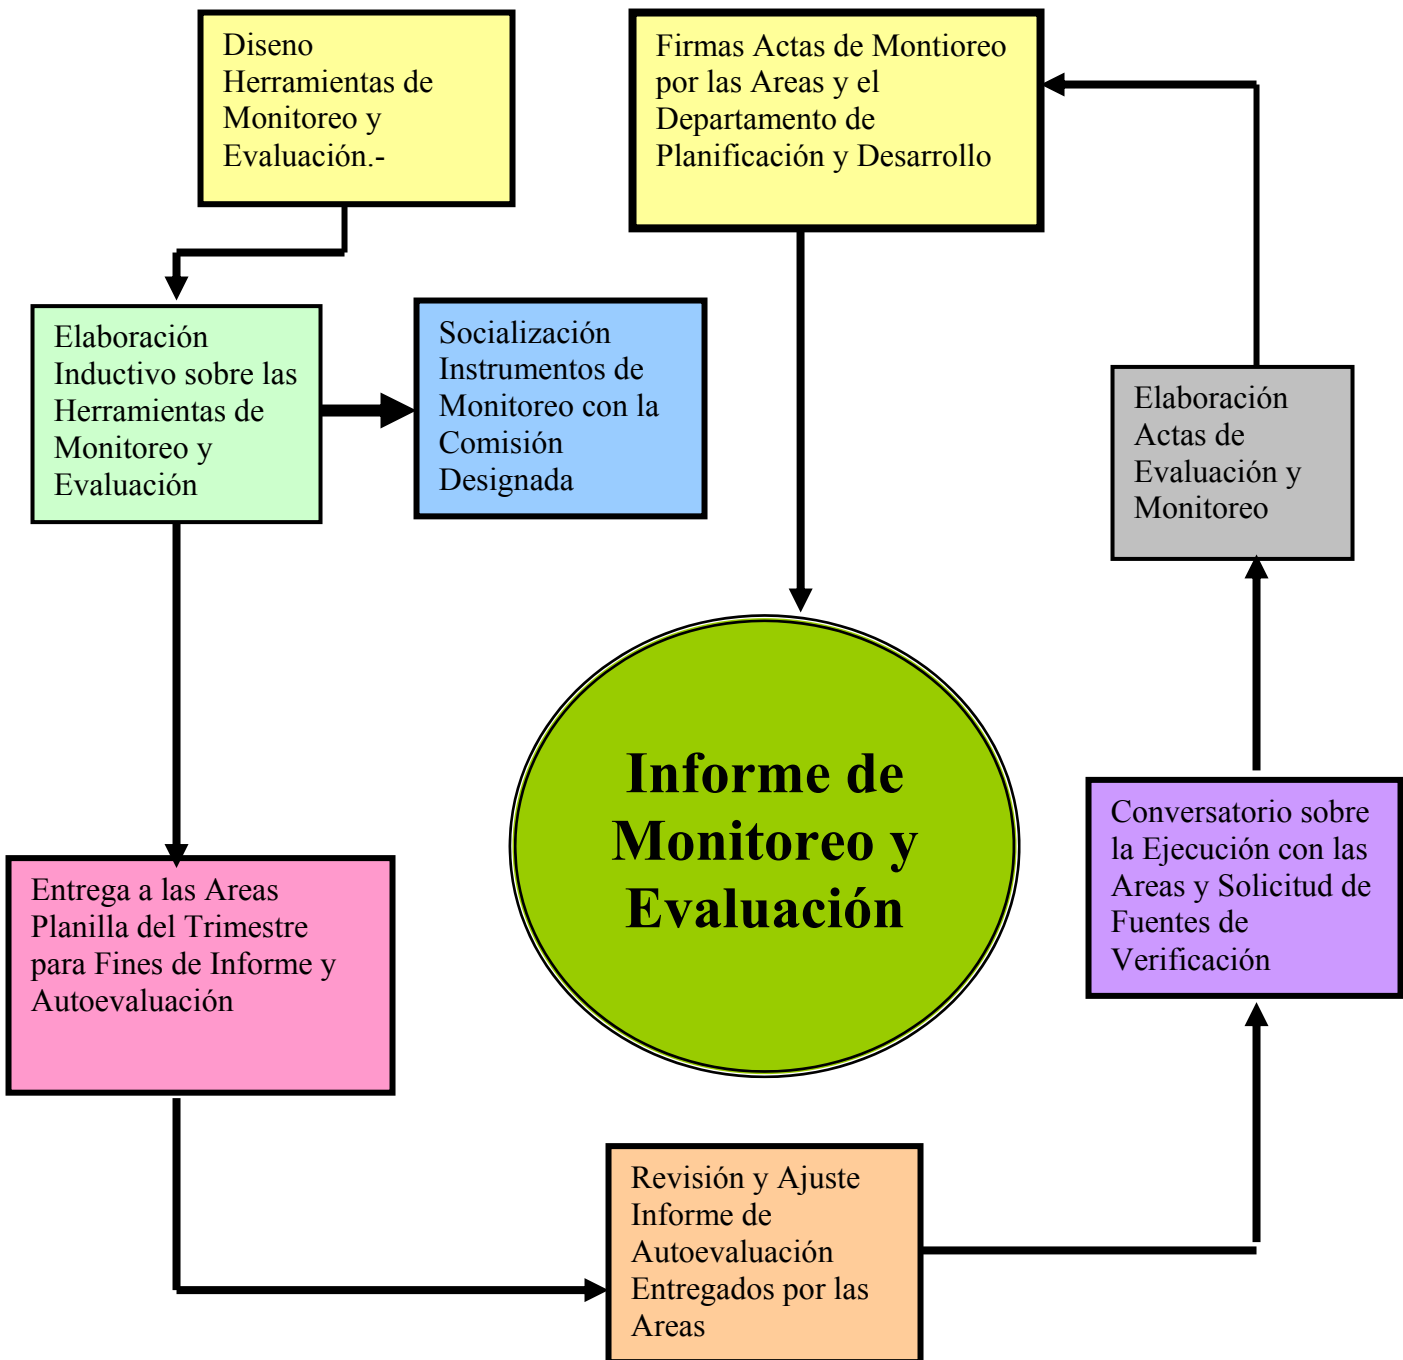 Diseno
Herramientas de
Monitoreo y
Evaluación.-
Firmas Actas de Montioreo
por las Areas y el
Departamento de
Planificación y Desarrollo
Elaboración
Inductivo sobre las
Herramientas de
Monitoreo y
Evaluación
Socialización
Instrumentos de
Monitoreo con la
Comisión
Designada
Elaboración
Actas de
Evaluación y
Monitoreo
Informe de
Monitoreo y
Evaluación
Conversatorio sobre
la Ejecución con las
Areas y Solicitud de
Fuentes de
Verificación
Entrega a las Areas
Planilla del Trimestre
para Fines de Informe y
Autoevaluación
Revisión y Ajuste
Informe de
Autoevaluación
Entregados por las
Areas